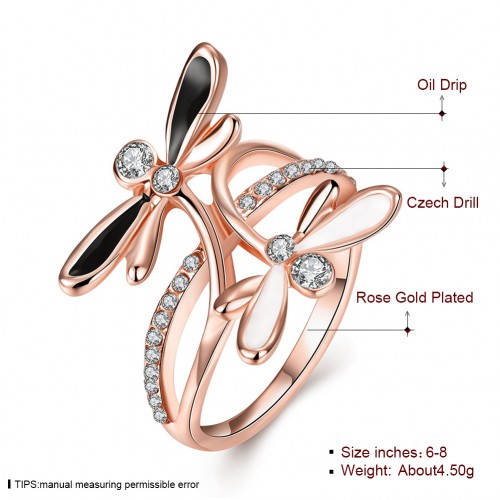 Oil Drip
Czech Drill
Rose Gold Plated
Size inches: 6-8
Weight: About4.50g
TIPS:manual measuring permissible error